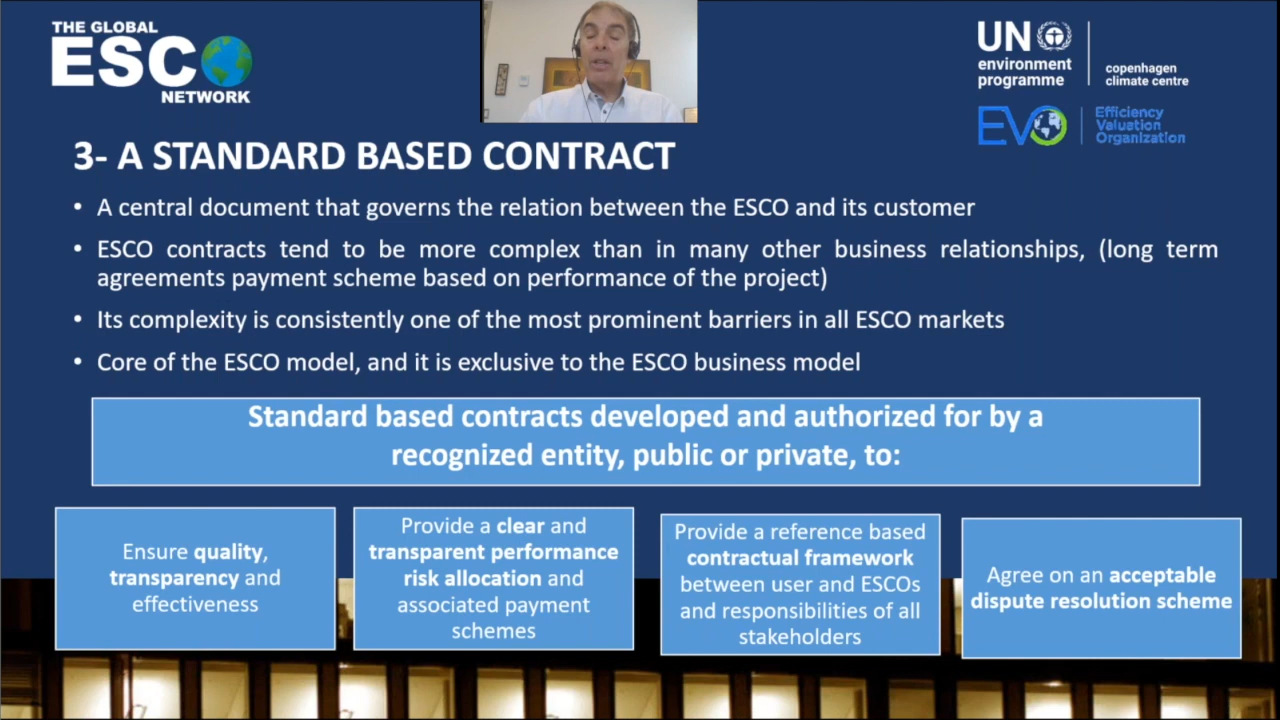 THE GLOBAL
ESCO
NETWORK
UN
environment
programme
copenhagen
climate centre
EVO
Efficiency
Valuation
Organization
3- A STANDARD BASED CONTRACT
• A central document that governs the relation between the ESCO and its customer
• ESCO contracts tend to be more complex than in many other business relationships, (long term
agreements payment scheme based on performance of the project)
• Its complexity is consistently one of the most prominent barriers in all ESCO markets
• Core of the ESCO model, and it is exclusive to the ESCO business model
Standard based contracts developed and authorized for by a
recognized entity, public or private, to:
Ensure quality,
transparency and
effectiveness
Provide a clear and
transparent performance
risk allocation and
associated payment
schemes
Provide a reference based
contractual framework
between user and ESCOs
and responsibilities of all
stakeholders
Agree on an acceptable
dispute resolution scheme